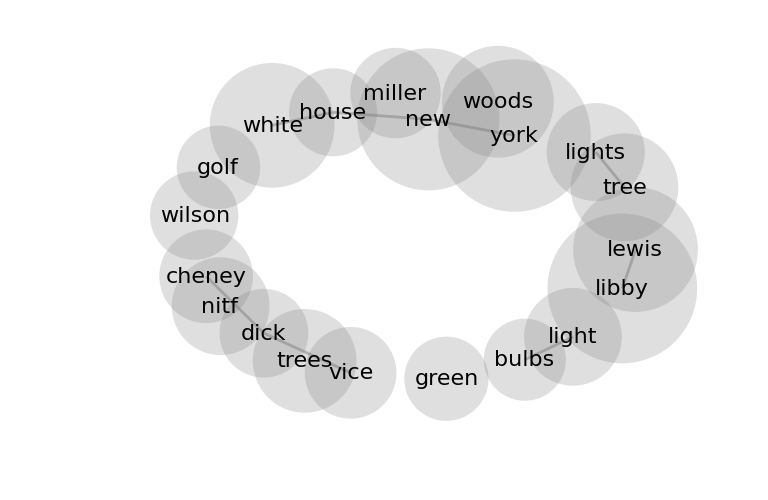 miller
woods
house
new
white
york
lights
golf
tree
wilson
lewis
cheney
libby
nitf
dick
light
trees
bulbs
vice
green